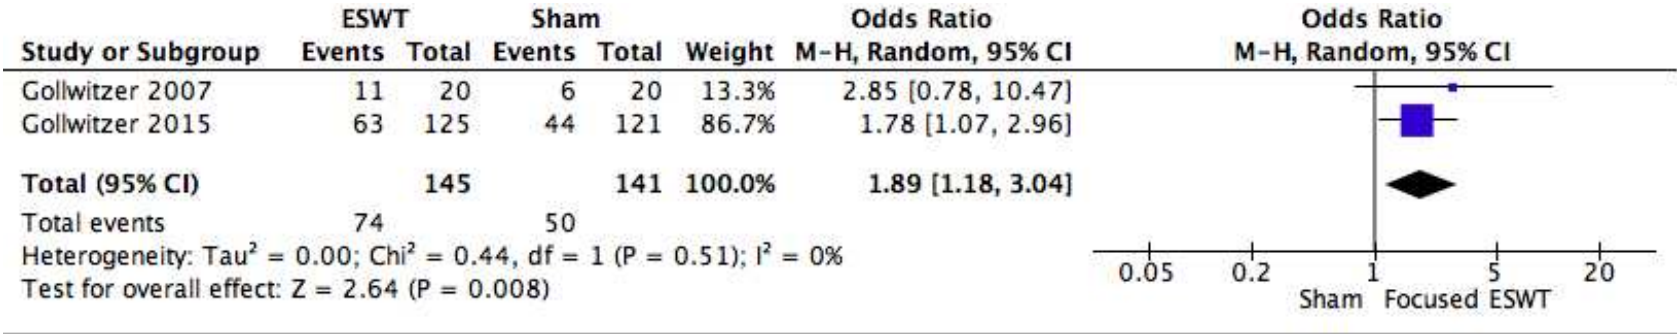 ESWT Sham Odds Ratio Odds Ratio
Study or Subgroup Events Total Events Total Weight M-H, Random, 95% CI M-H, Random, 95% CI
Gollwitzer 2007 11 20 6 20 13.3% 2.85 [0.78, 10.47]
Gollwitzer 2015 63 125 44 121 86.7% 1.78 [1.07, 2.96]
Total (95% CI) 145 141 100.0% 1.89 [1.18, 3.04]
Total events 74 50
Heterogeneity: Tau² = 0.00; Chi² = 0.44, df = 1 (P = 0.51); I² = 0%
Test for overall effect: Z = 2.64 (P = 0.008)
0.05 0.2 1 5 20
Sham Focused ESWT